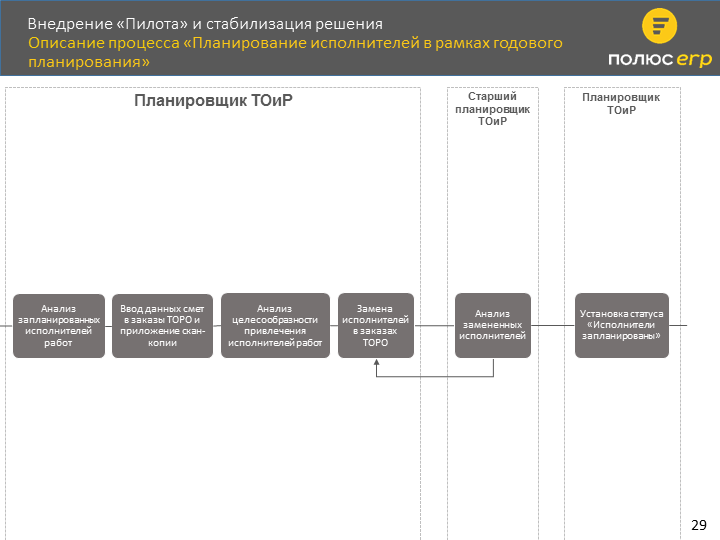 Внедрение «Пилота» и стабилизация решения
Описание процесса «Планирование исполнителей в рамках годового
планирования»
ПОЛЮС erp
Планировщик ТОиР
Старший
планировщик
ТОиР
Планировщик
ТОиР
Анализ
запланированных
исполнителей
работ
Ввод данных смет
в заказы ТОРО и
приложение скан-
копии
Анализ
целесообразности
привлечения
исполнителей работ
Замена
исполнителей
в заказах
ТОРО
Анализ
замененных
исполнителей
Установка статуса
«Исполнители
запланированы»
29